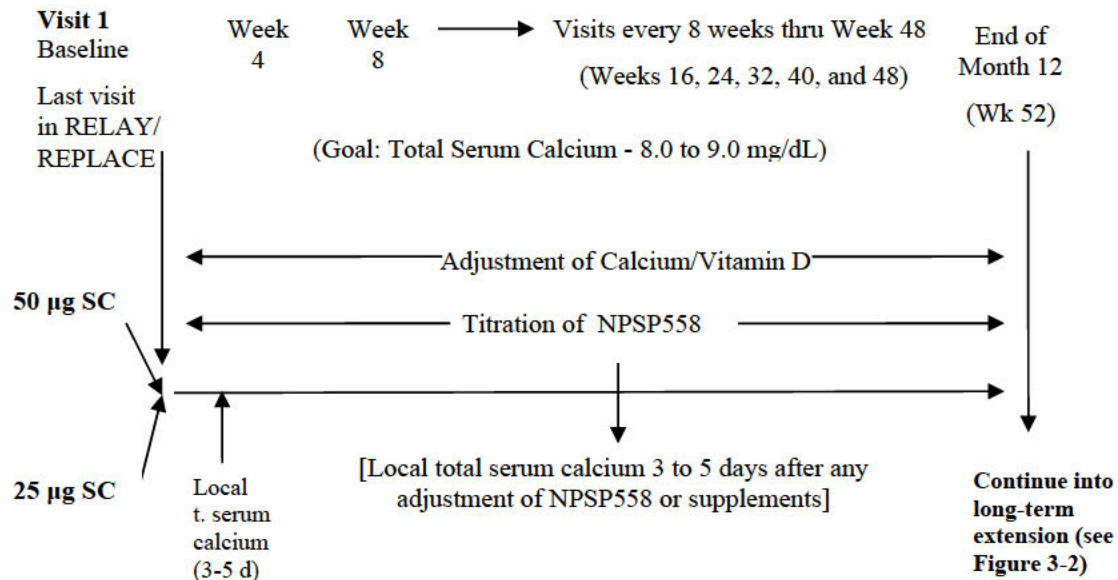 Visit 1
Baseline
Last visit
in RELAY/
REPLACE
Week
4
Week
8
Visits every 8 weeks thru Week 48
(Weeks 16, 24, 32, 40, and 48)
End of
Month 12
(Wk 52)
(Goal: Total Serum Calcium - 8.0 to 9.0 mg/dL)
Adjustment of Calcium/Vitamin D
50 µg SC
Titration of NPSP558
25 µg SC
Local
t. serum
calcium
(3-5 d)
[Local total serum calcium 3 to 5 days after any
adjustment of NPSP558 or supplements]
Continue into
long-term
extension (see
Figure 3-2)